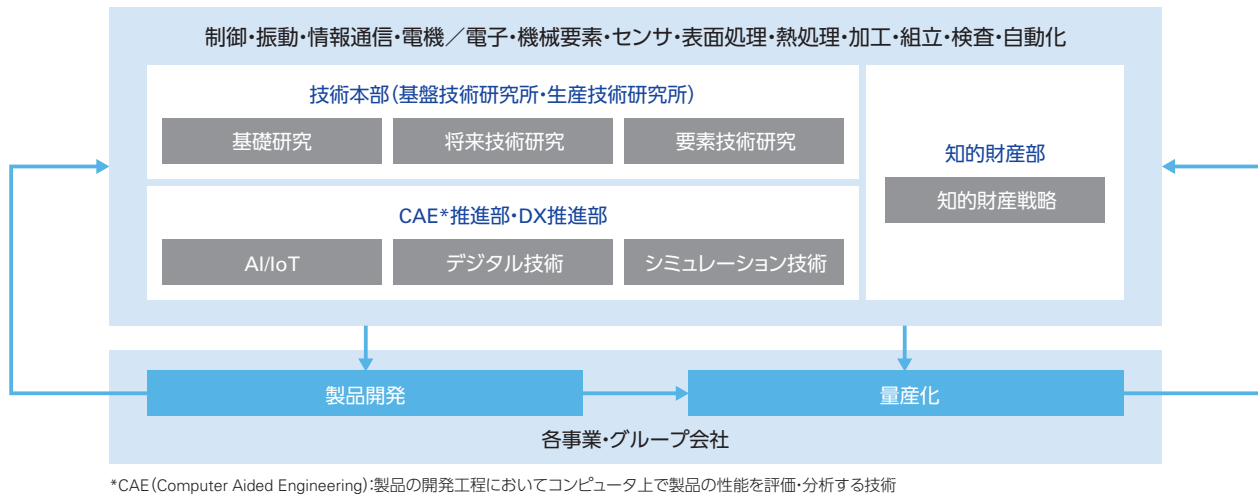 制御・振動・情報通信・電機／電子・機械要素・センサ・表面処理・熱処理・加工・組立・検査・自動化
技術本部(基盤技術研究所・生産技術研究所)
基礎研究
将来技術研究
要素技術研究
CAE*推進部・DX推進部
AI/IoT
デジタル技術
シミュレーション技術
知的財産部
知的財産戦略
製品開発
量産化
各事業・グループ会社
*CAE(Computer Aided Engineering):製品の開発工程においてコンピュータ上で製品の性能を評価・分析する技術